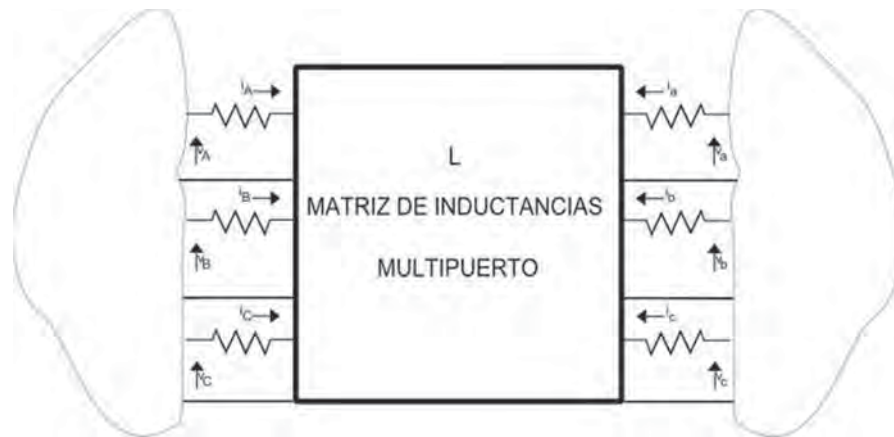 iA
ia
vA
va
L
iB
ib
MATRIZ DE INDUCTANCIAS
vB
vb
MULTIPUERTO
iC
ic
vC
vc